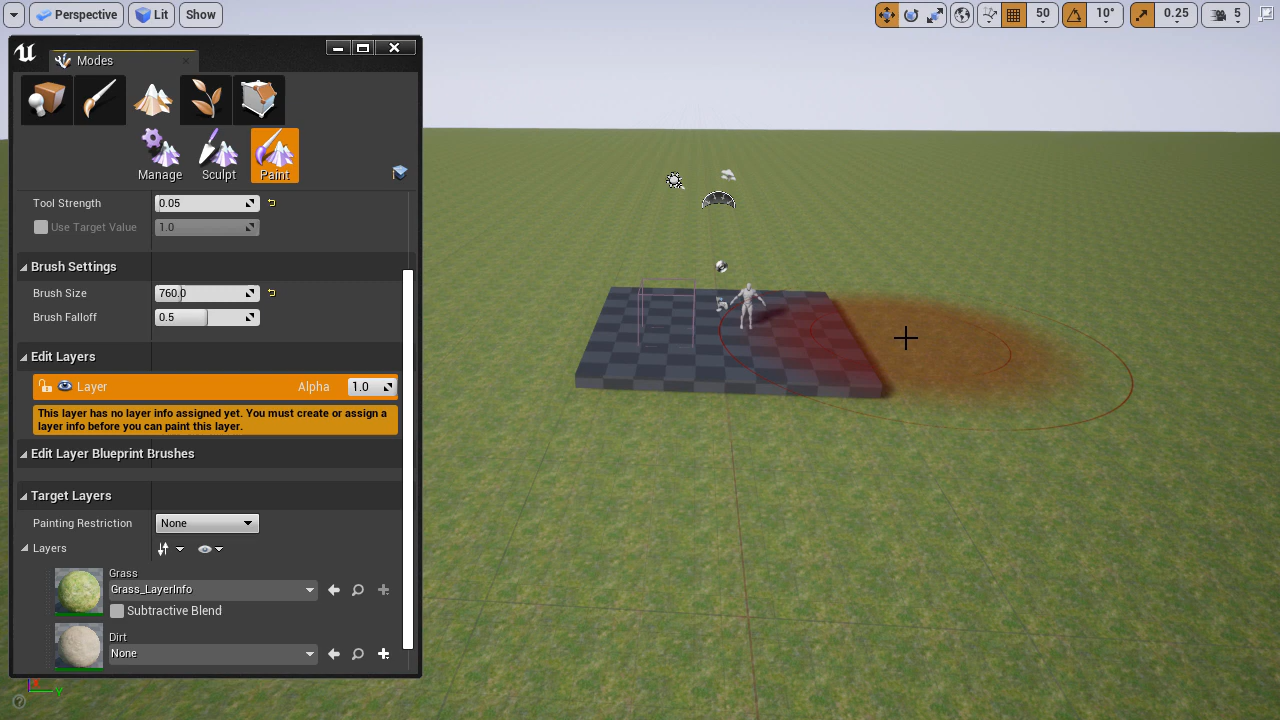 Perspective Lit Show 50 10° 0.25 5
Modes
Manage Sculpt Paint
Tool Strength 0.05
Use Target Value 1.0
Brush Settings
Brush Size 760.0
Brush Falloff 0.5
Edit Layers
Layer Alpha 1.0
This layer has no layer info assigned yet. You must create or assign a
layer info before you can paint this layer.
Edit Layer Blueprint Brushes
Target Layers
Painting Restriction None
Layers
Grass
Grass_LayerInfo
Subtractive Blend
Dirt
None
Y